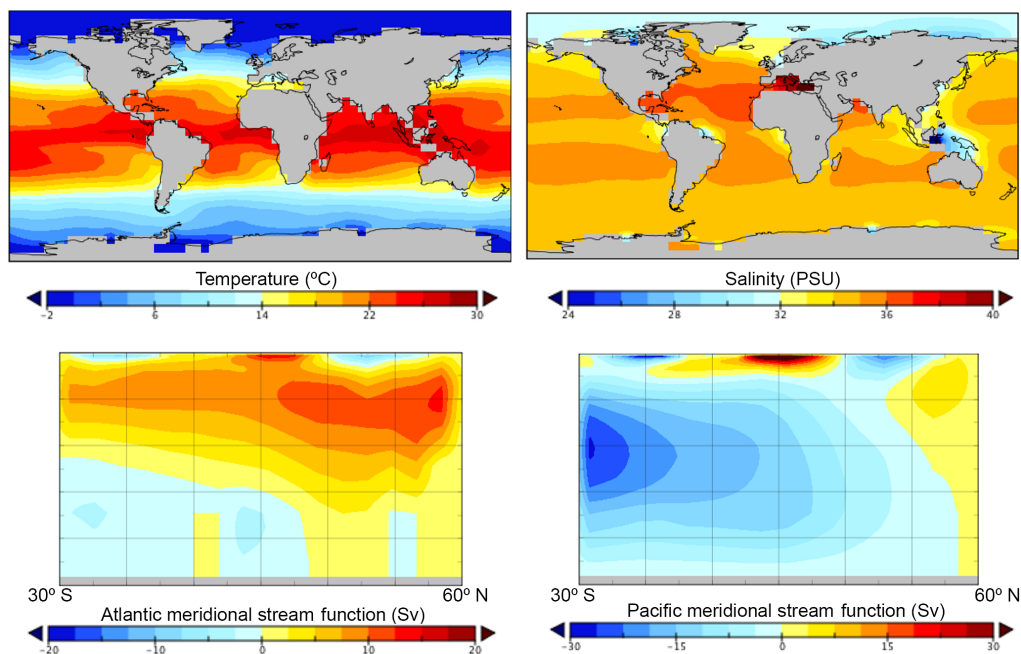 Temperature (ºC)
-2 6 14 22 30
Salinity (PSU)
24 28 32 36 40
30º S 60º N
Atlantic meridional stream function (Sv)
-20 -10 0 10 20
30º S 60º N
Pacific meridional stream function (Sv)
-30 -15 0 15 30